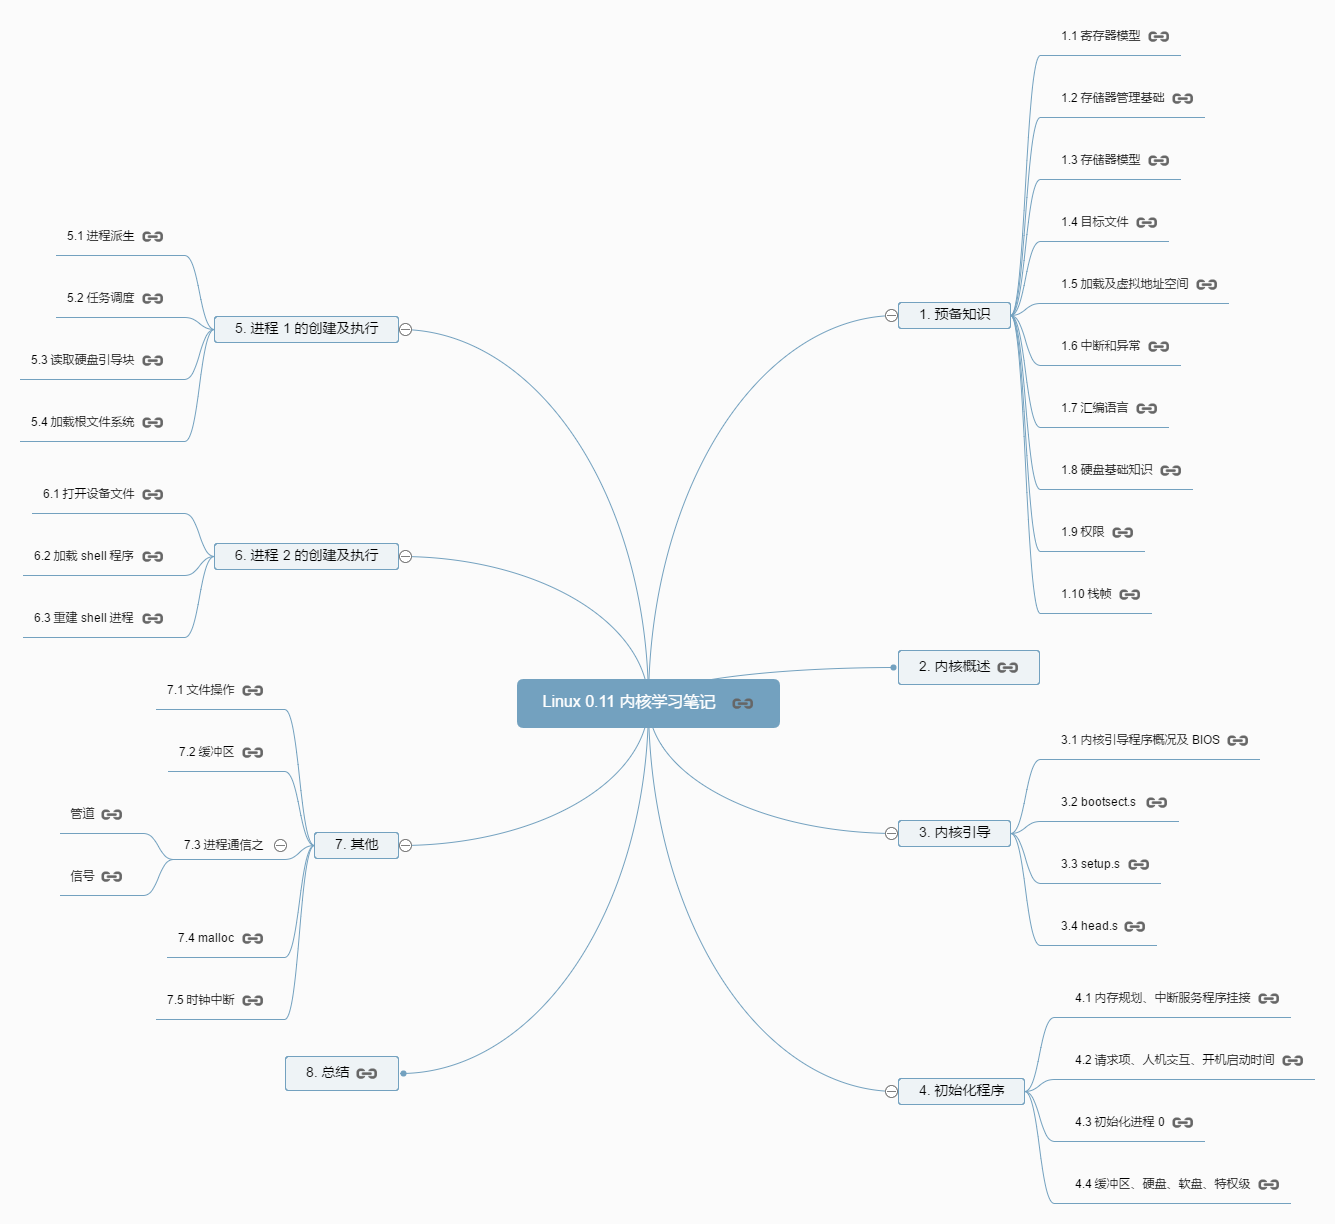 Linux 0.11 内核学习笔记
1. 预备知识
1.1 寄存器模型
1.2 存储器管理基础
1.3 存储器模型
1.4 目标文件
1.5 加载及虚拟地址空间
1.6 中断和异常
1.7 汇编语言
1.8 硬盘基础知识
1.9 权限
1.10 栈帧
2. 内核概述
3. 内核引导
3.1 内核引导程序概况及 BIOS
3.2 bootsect.s
3.3 setup.s
3.4 head.s
4. 初始化程序
4.1 内存规划、中断服务程序挂接
4.2 请求项、人机交互、开机启动时间
4.3 初始化进程 0
4.4 缓冲区、硬盘、软盘、特权级
5. 进程 1 的创建及执行
5.1 进程派生
5.2 任务调度
5.3 读取硬盘引导块
5.4 加载根文件系统
6. 进程 2 的创建及执行
6.1 打开设备文件
6.2 加载 shell 程序
6.3 重建 shell 进程
7. 其他
7.1 文件操作
7.2 缓冲区
7.3 进程通信之
管道
信号
7.4 malloc
7.5 时钟中断
8. 总结